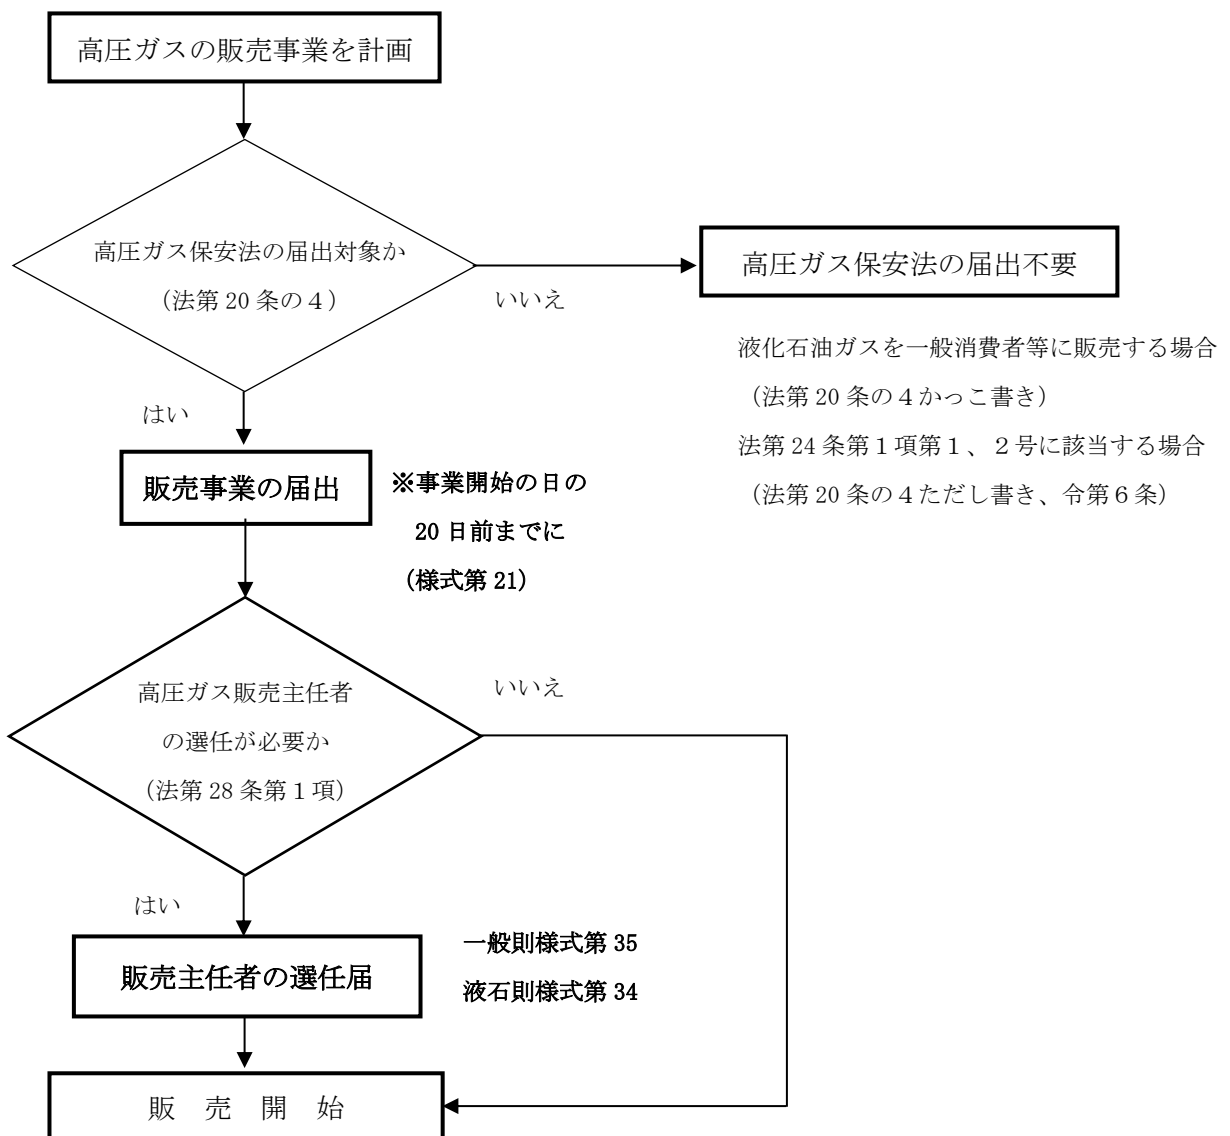 高圧ガスの販売事業を計画
高圧ガス保安法の届出対象か
（法第 20 条の４）
いいえ
高圧ガス保安法の届出不要
液化石油ガスを一般消費者等に販売する場合
（法第 20 条の４かっこ書き）
法第 24 条第１項第１、２号に該当する場合
（法第 20 条の４ただし書き、令第６条）
はい
販売事業の届出
※事業開始の日の
20 日前までに
（様式第 21）
高圧ガス販売主任者
の選任が必要か
（法第 28 条第１項）
いいえ
はい
販売主任者の選任届
一般則様式第 35
液石則様式第 34
販　売　開　始